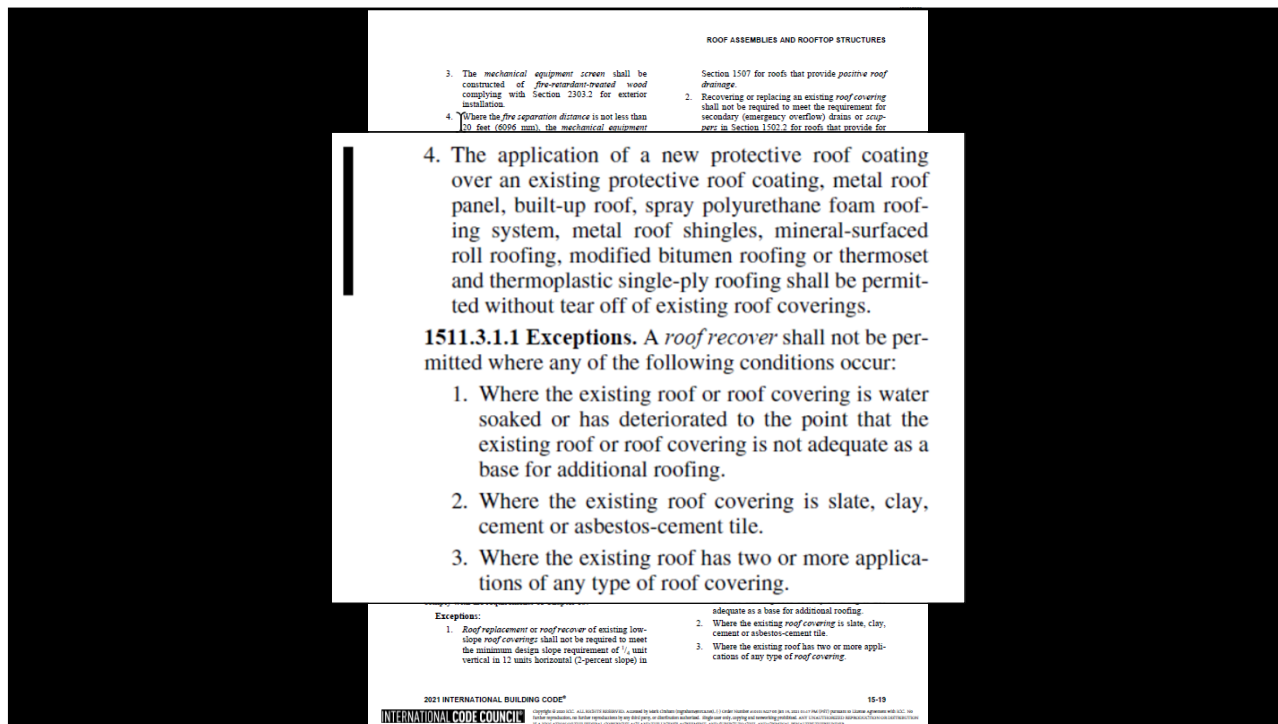 ROOF ASSEMBLIES AND ROOFTOP STRUCTURES
3. The mechanical equipment screen shall be
constructed of fire-retardant-treated wood
complying with Section 2303.2 for exterior
installation.
4. Where the fire separation distance is not less than
20 feet (6096 mm), the mechanical equipment
Section 1507 for roofs that provide positive roof
drainage.
2. Recovering or replacing an existing roof covering
shall not be required to meet the requirement for
secondary (emergency overflow) drains or scup-
pers in Section 1502.2 for roofs that provide for
4. The application of a new protective roof coating
over an existing protective roof coating, metal roof
panel, built-up roof, spray polyurethane foam roof-
ing system, metal roof shingles, mineral-surfaced
roll roofing, modified bitumen roofing or thermoset
and thermoplastic single-ply roofing shall be permit-
ted without tear off of existing roof coverings.
1511.3.1.1 Exceptions. A roof recover shall not be per-
mitted where any of the following conditions occur:
1. Where the existing roof or roof covering is water
soaked or has deteriorated to the point that the
existing roof or roof covering is not adequate as a
base for additional roofing.
2. Where the existing roof covering is slate, clay,
cement or asbestos-cement tile.
3. Where the existing roof has two or more applica-
tions of any type of roof covering.
Exceptions:
1. Roof replacement or roof recover of existing low-
slope roof coverings shall not be required to meet
the minimum design slope requirement of 1/4 unit
vertical in 12 units horizontal (2-percent slope) in
adequate as a base for additional roofing.
2. Where the existing roof covering is slate, clay,
cement or asbestos-cement tile.
3. Where the existing roof has two or more appli-
cations of any type of roof covering.
2021 INTERNATIONAL BUILDING CODE®
15-19
INTERNATIONAL CODE COUNCIL®